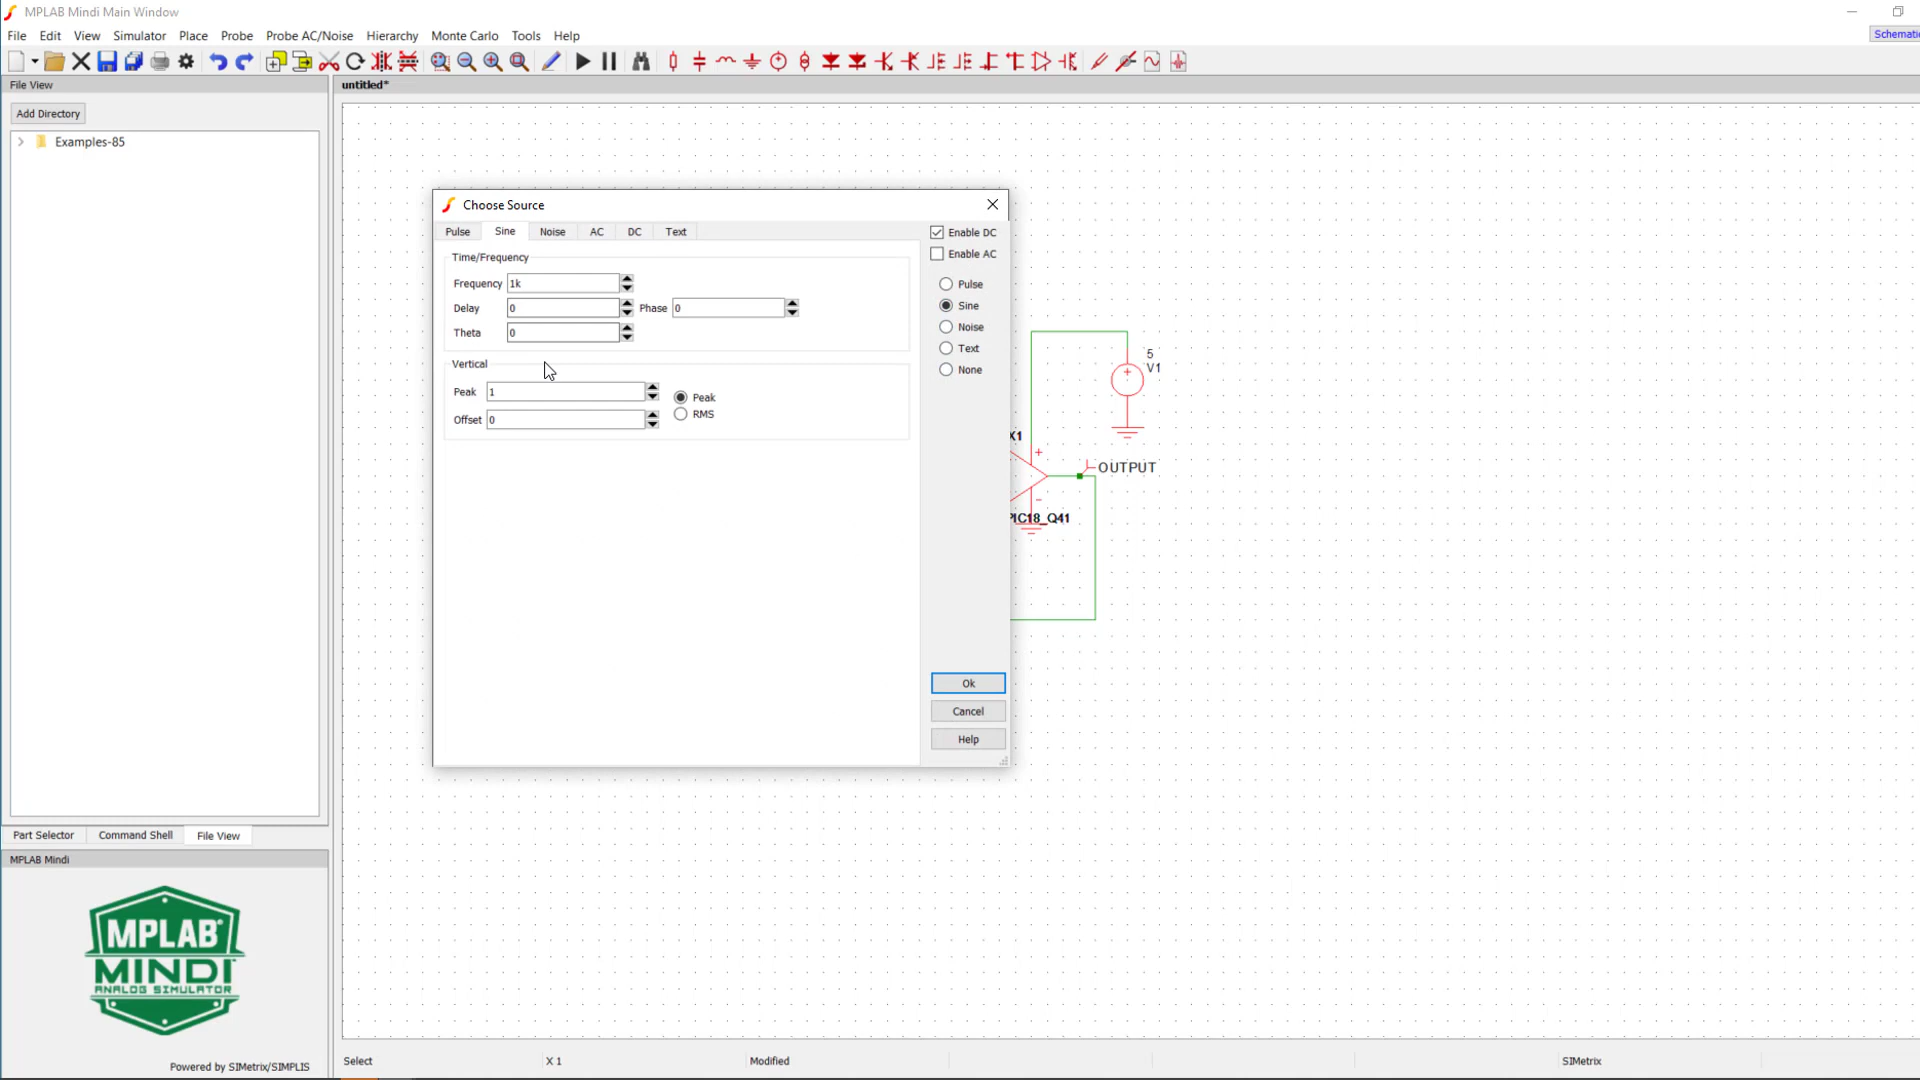 MPLAB Mindi Main Window
File Edit View Simulator Place Probe Probe AC/Noise Hierarchy Monte Carlo Tools Help
Schematic
File View
untitled*
Add Directory
Examples-85
Choose Source
Pulse Sine Noise AC DC Text
Enable DC
Enable AC
Time/Frequency
Frequency 1k
Delay 0 Phase 0
Theta 0
Pulse
Sine
Noise
Text
None
Vertical
Peak 1
Offset 0
Peak
RMS
Ok
Cancel
Help
5
V1
X1
OUTPUT
PIC18_Q41
Part Selector Command Shell File View
MPLAB Mindi
MPLAB®
MINDI™
ANALOG SIMULATOR
Powered by SIMetrix/SIMPLIS
Select X 1 Modified SIMetrix